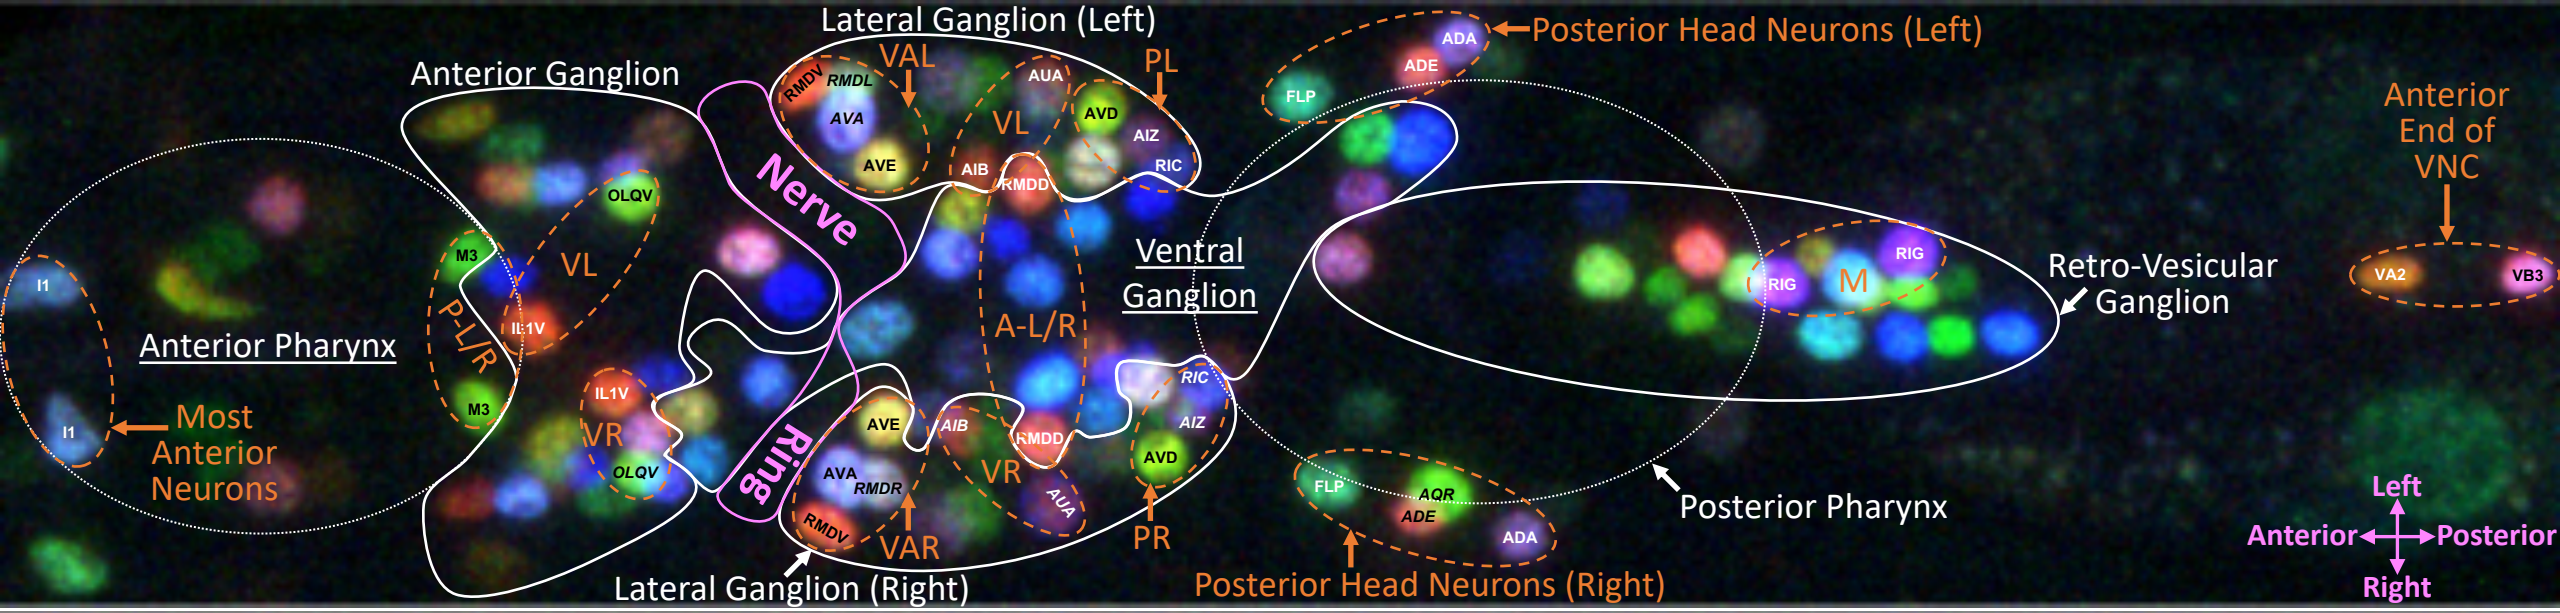 Lateral Ganglion (Left)
Posterior Head Neurons (Left)
ADA
ADE
FLP
VAL
PL
Anterior Ganglion
RMDV
RMDL
AVA
AVE
AUA
VL
AVD
AIZ
RIC
AIB
RMDD
Anterior
End of
VNC
OLQV
Nerve
M3
VL
I1
IL1V
P-L/R
Anterior Pharynx
A-L/R
Ventral
Ganglion
RIG
M
RIG
Retro-Vesicular
Ganglion
VA2
VB3
M3
I1
Most
Anterior
Neurons
IL1V
VR
OLQV
Ring
AVE
AIB
RMDD
RIC
AIZ
AVD
AVA
RMDR
VR
AUA
RMDV
VAR
PR
FLP
AQR
ADE
ADA
Posterior Pharynx
Left
Anterior
Posterior
Right
Lateral Ganglion (Right)
Posterior Head Neurons (Right)